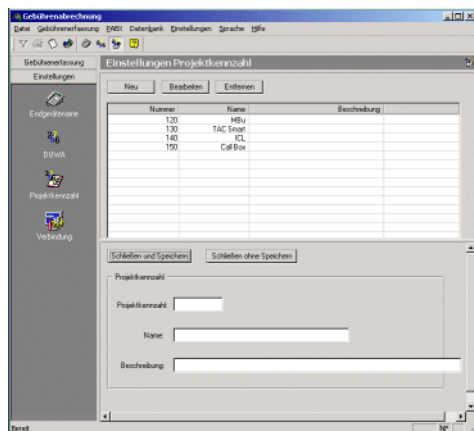 Gebührenabrechnung
Datei Gebührenerfassung PABX Datenbank Einstellungen Sprache Hilfe
Gebührenerfassung
Einstellungen
Endgerätename
DUWA
Projektkennzahl
Verbindung
Einstellungen Projektkennzahl
Neu Bearbeiten Entfernen
Nummer Name Beschreibung
120 MBu
130 TAC Smart
140 ICL
150 Call Box
Schließen und Speichern Schließen ohne Speichern
Projektkennzahl
Projektkennzahl:
Name:
Beschreibung:
Bereit